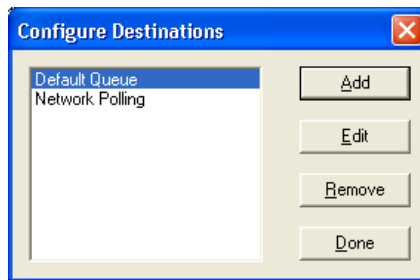 Configure Destinations
Default Queue
Network Polling
Add
Edit
Remove
Done